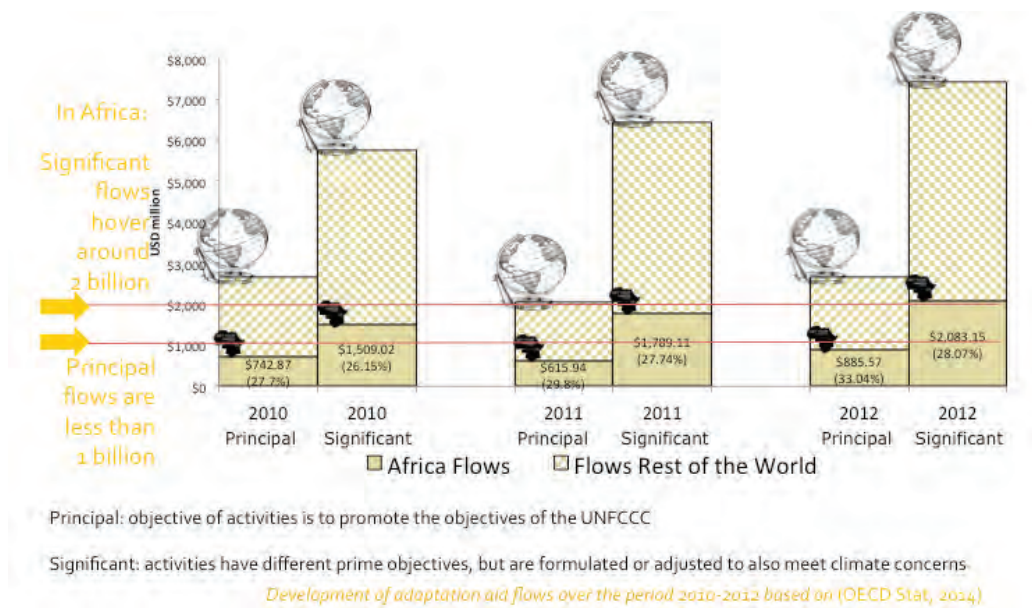 $8,000
$7,000
$6,000
$5,000
$4,000
$3,000
$2,000
$1,000
$0
USD million
In Africa:
Significant
flows
hover
around
2 billion
Principal
flows are
less than
1 billion
$742.87
(27.7%)
$1,509.02
(26.15%)
$615.94
(29.8%)
$1,789.11
(27.74%)
$885.57
(33.04%)
$2,083.15
(28.07%)
2010
Principal
2010
Significant
2011
Principal
2011
Significant
2012
Principal
2012
Significant
Africa Flows
Flows Rest of the World
Principal: objective of activities is to promote the objectives of the UNFCCC
Significant: activities have different prime objectives, but are formulated or adjusted to also meet climate concerns
Development of adaptation aid flows over the period 2010-2012 based on (OECD Stat, 2014)